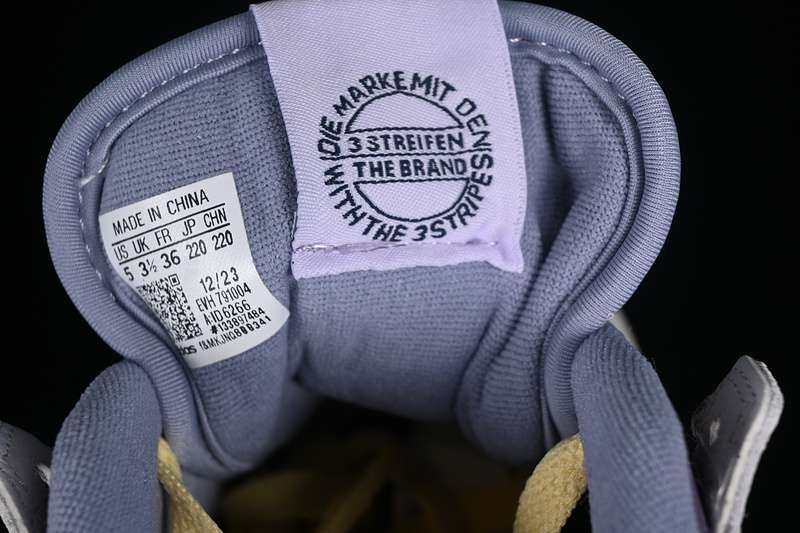 DIE MARKE MIT DEN
3 STREIFEN
THE BRAND
WITH THE 3 STRIPES
MADE IN CHINA
US UK FR JP CHN
5 3½ 36 220 220
12/23
EVH 791004
A-ID6266
#133897484